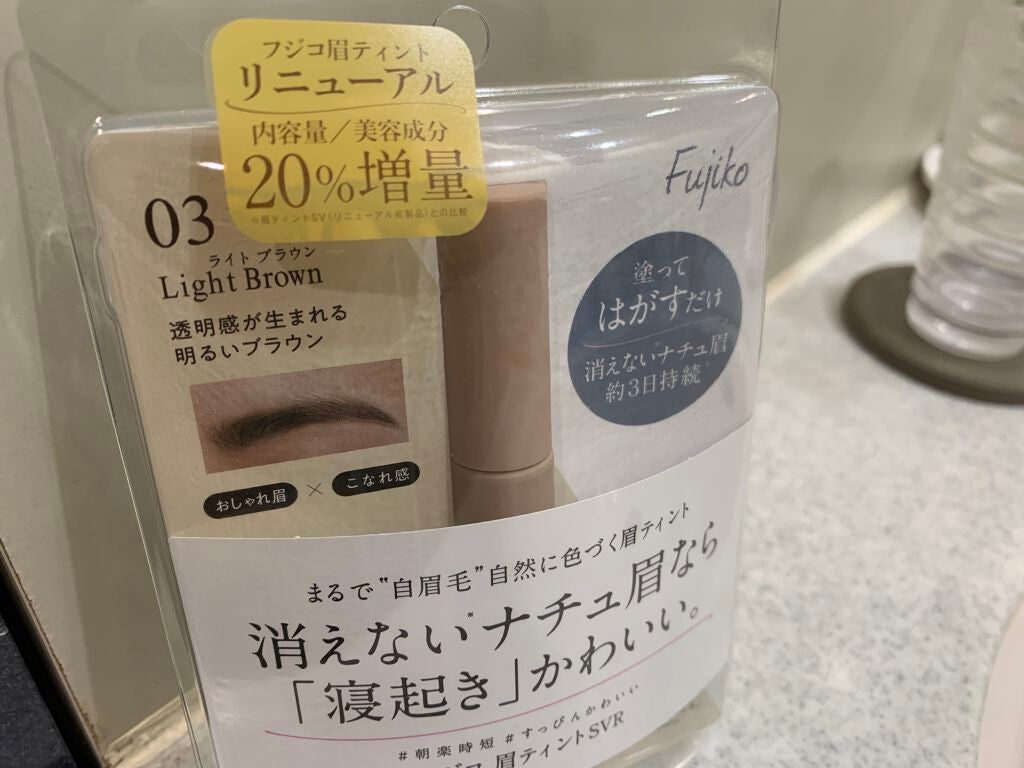 フジコ眉ティント
リニューアル
内容量/美容成分
20%増量
※眉ティントSV(リニューアル前製品)との比較
Fujiko
03
ライト ブラウン
Light Brown
透明感が生まれる
明るいブラウン
おしゃれ眉 × こなれ感
塗って
はがすだけ
消えないナチュ眉
約3日持続
まるで"自眉毛"自然に色づく眉ティント
消えない※ナチュ眉なら
「寝起き」かわいい。
#朝楽時短 #すっぴんかわいい
フジコ 眉ティントSVR